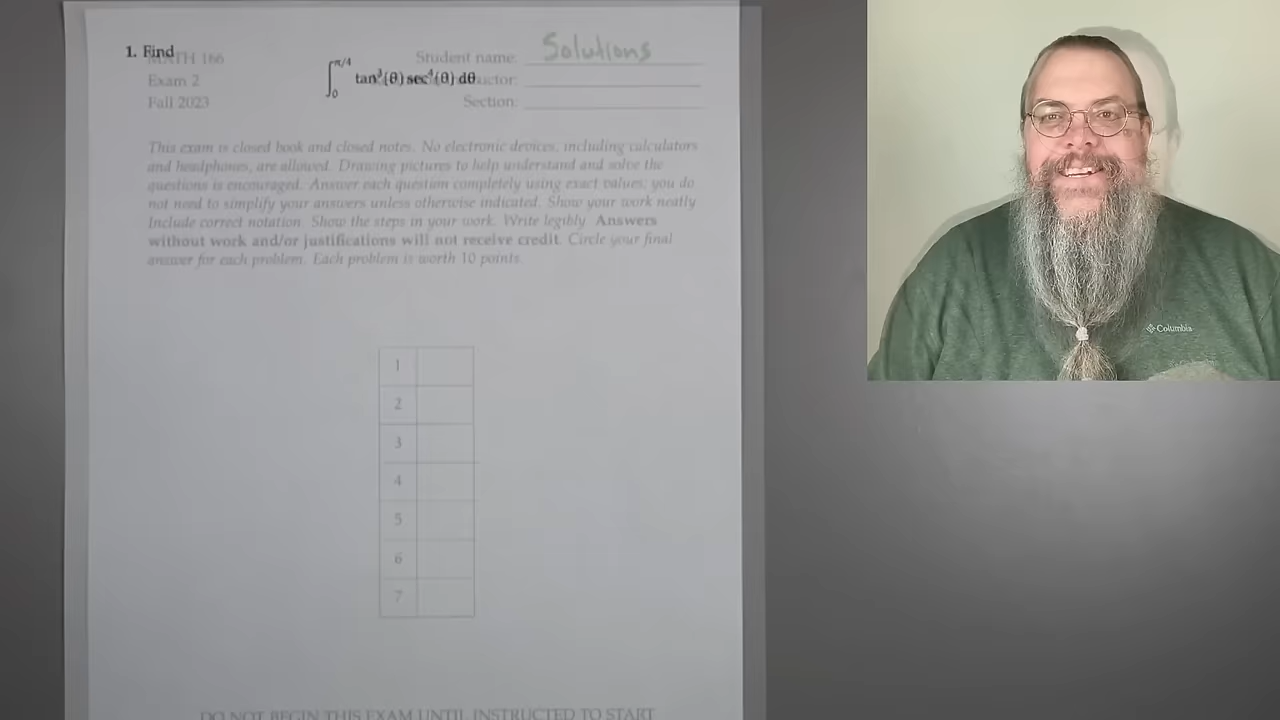 1. Find
MATH 166
Student name: Solutions
∫₀^π/4 tan³(θ) sec⁴(θ) dθ
Exam 2
Fall 2023
Section:
This exam is closed book and closed notes. No electronic devices, including calculators
and headphones, are allowed. Drawing pictures to help understand and solve the
questions is encouraged. Answer each question completely using exact values; you do
not need to simplify your answers unless otherwise indicated. Show your work neatly
Include correct notation. Show the steps in your work. Write legibly. Answers
without work and/or justifications will not receive credit. Circle your final
answer for each problem. Each problem is worth 10 points.
1
2
3
4
5
6
7
DO NOT BEGIN THIS EXAM UNTIL INSTRUCTED TO START
Columbia